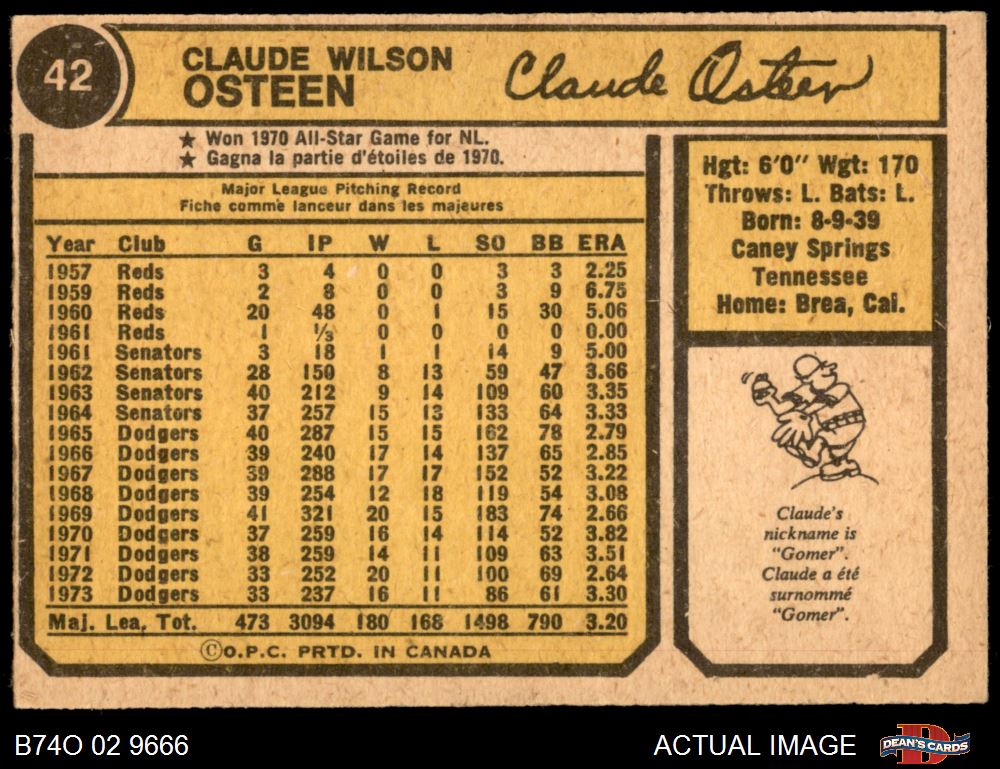 42
CLAUDE WILSON
OSTEEN
Claude Osteen
★ Won 1970 All-Star Game for NL.
★ Gagna la partie d'étoiles de 1970.
Major League Pitching Record
Fiche comme lanceur dans les majeures
Year Club G IP W L SO BB ERA
1957 Reds 3 4 0 0 3 3 2.25
1959 Reds 2 8 0 0 3 9 6.75
1960 Reds 20 48 0 1 15 30 5.06
1961 Reds 1 ⅓ 0 0 0 0 0.00
1961 Senators 3 18 1 1 14 9 5.00
1962 Senators 28 150 8 13 59 47 3.66
1963 Senators 40 212 9 14 109 60 3.35
1964 Senators 37 257 15 13 133 64 3.33
1965 Dodgers 40 287 15 15 162 78 2.79
1966 Dodgers 39 240 17 14 137 65 2.85
1967 Dodgers 39 288 17 17 152 52 3.22
1968 Dodgers 39 254 12 18 119 54 3.08
1969 Dodgers 41 321 20 15 183 74 2.66
1970 Dodgers 37 259 16 14 114 52 3.82
1971 Dodgers 38 259 14 11 109 63 3.51
1972 Dodgers 33 252 20 11 100 69 2.64
1973 Dodgers 33 237 16 11 86 61 3.30
Maj. Lea. Tot. 473 3094 180 168 1498 790 3.20
©O.P.C. PRTD. IN CANADA
Hgt: 6'0" Wgt: 170
Throws: L. Bats: L.
Born: 8-9-39
Caney Springs
Tennessee
Home: Brea, Cal.
Claude's
nickname is
"Gomer".
Claude a été
surnommé
"Gomer".
B74O 02 9666
ACTUAL IMAGE
DEAN'S CARDS